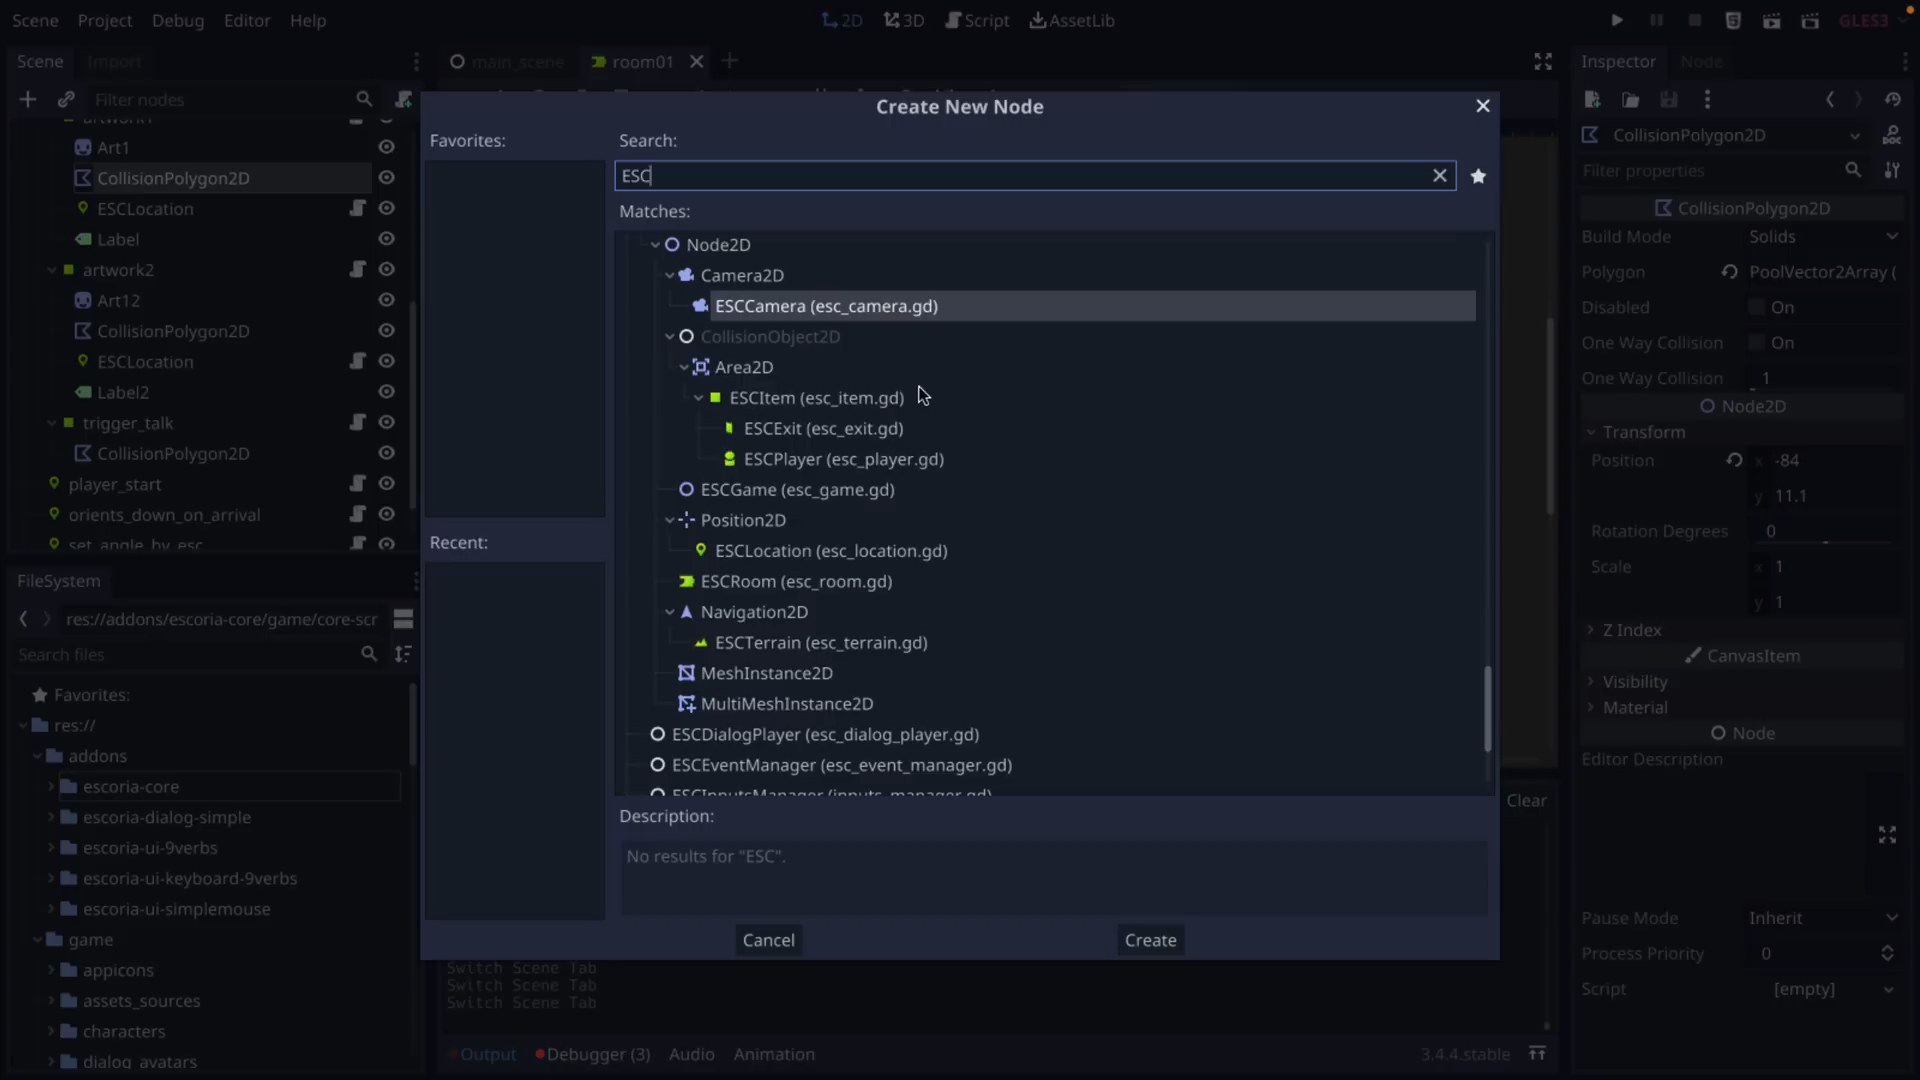 Scene Project Debug Editor Help
2D 3D Script AssetLib
GLES3
Scene Import
main_scene room01
Inspector Node
Filter nodes
artwork1
Art1
CollisionPolygon2D
ESCLocation
Label
artwork2
Art12
CollisionPolygon2D
ESCLocation
Label2
trigger_talk
CollisionPolygon2D
player_start
orients_down_on_arrival
set_angle_by_esc
FileSystem
res://addons/escoria-core/game/core-scr
Search files
Favorites:
res://
addons
escoria-core
escoria-dialog-simple
escoria-ui-9verbs
escoria-ui-keyboard-9verbs
escoria-ui-simplemouse
game
appicons
assets_sources
characters
dialog_avatars
Create New Node
Favorites:
Recent:
Search:
ESC
Matches:
Node2D
Camera2D
ESCCamera (esc_camera.gd)
CollisionObject2D
Area2D
ESCItem (esc_item.gd)
ESCExit (esc_exit.gd)
ESCPlayer (esc_player.gd)
ESCGame (esc_game.gd)
Position2D
ESCLocation (esc_location.gd)
ESCRoom (esc_room.gd)
Navigation2D
ESCTerrain (esc_terrain.gd)
MeshInstance2D
MultiMeshInstance2D
ESCDialogPlayer (esc_dialog_player.gd)
ESCEventManager (esc_event_manager.gd)
ESCInputsManager (inputs_manager.gd)
Description:
No results for "ESC".
Cancel Create
Clear
Switch Scene Tab
Switch Scene Tab
Switch Scene Tab
Output Debugger (3) Audio Animation 3.4.4.stable
CollisionPolygon2D
Filter properties
CollisionPolygon2D
Build Mode Solids
Polygon PoolVector2Array (
Disabled On
One Way Collision On
One Way Collision 1
Node2D
Transform
Position x -84
y 11.1
Rotation Degrees 0
Scale x 1
y 1
Z Index
CanvasItem
Visibility
Material
Node
Editor Description
Pause Mode Inherit
Process Priority 0
Script [empty]